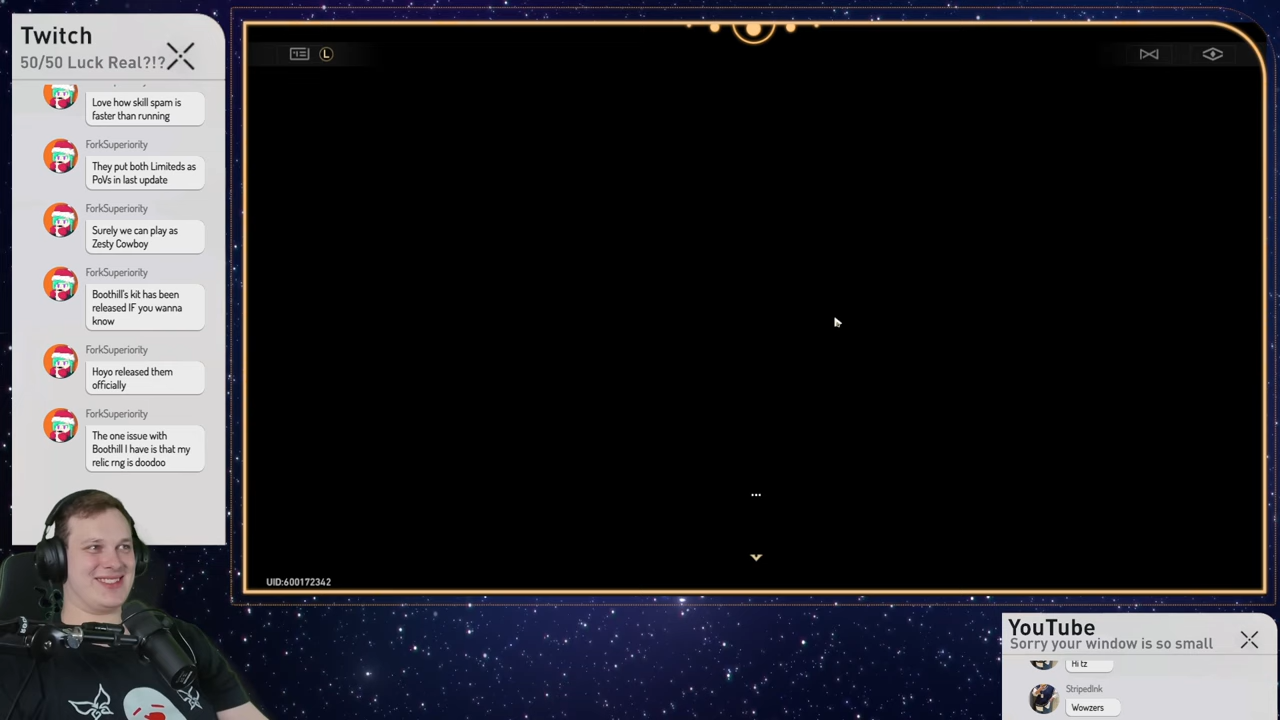 Twitch
50/50 Luck Real?!?
Love how skill spam is
faster than running
ForkSuperiority
They put both Limiteds as
PoVs in last update
ForkSuperiority
Surely we can play as
Zesty Cowboy
ForkSuperiority
Boothill's kit has been
released IF you wanna
know
ForkSuperiority
Hoyo released them
officially
ForkSuperiority
The one issue with
Boothill I have is that my
relic rng is doodoo
L
...
UID:600172342
YouTube
Sorry your window is so small
Hi tz
StripedInk
Wowzers